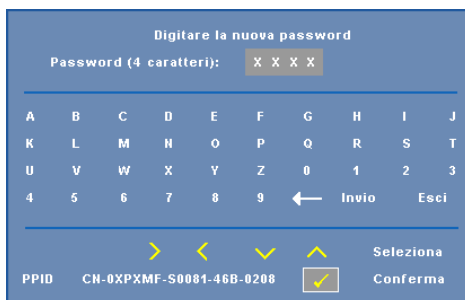 Digitare la nuova password
Password (4 caratteri): X X X X
A B C D E F G H I J
K L M N O P Q R S T
U V W X Y Z 0 1 2 3
4 5 6 7 8 9 Invio Esci
Seleziona
PPID CN-0XPXMF-S0081-46B-0208 Conferma